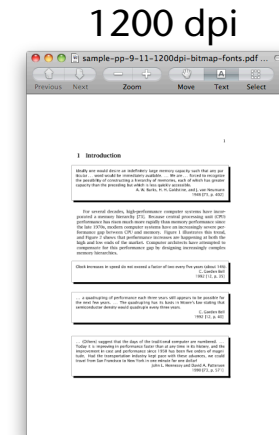 1200 dpi
sample-pp-9-11-1200dpi-bitmap-fonts.pdf ...
Previous Next Zoom Move Text Select
1
1 Introduction
Ideally one would desire an indefinitely large memory capacity such that any par-
ticular ... word would be immediately available. ... We are ... forced to recognize
the possibility of constructing a hierarchy of memories, each of which has greater
capacity than the preceding but which is less quickly accessible.
A. W. Burks, H. H. Goldstine, and J. von Neumann
1946 [25, p. 402]
For several decades, high-performance computer systems have incor-
porated a memory hierarchy [73]. Because central processing unit (CPU)
performance has risen much more rapidly than memory performance since
the late 1970s, modern computer systems have an increasingly severe per-
formance gap between CPU and memory. Figure 1 illustrates this trend,
and Figure 2 shows that performance increases are happening at both the
high and low ends of the market. Computer architects have attempted to
compensate for this performance gap by designing increasingly complex
memory hierarchies.
Clock increases in speed do not exceed a factor of two every five years (about 14%).
C. Gordon Bell
1992 [12, p. 35]
... a quadrupling of performance each three years still appears to be possible for
the next few years. ... The quadrupling has its basis in Moore's law stating that
semiconductor density would quadruple every three years.
C. Gordon Bell
1992 [12, p. 40]
... (Others) suggest that the days of the traditional computer are numbered. ...
Today it is improving in performance faster than at any time in its history, and the
improvement in cost and performance since 1950 has been five orders of magni-
tude. Had the transportation industry kept pace with these advances, we could
travel from San Francisco to New York in one minute for one dollar!
John L. Hennessy and David A. Patterson
1990 [73, p. 571]